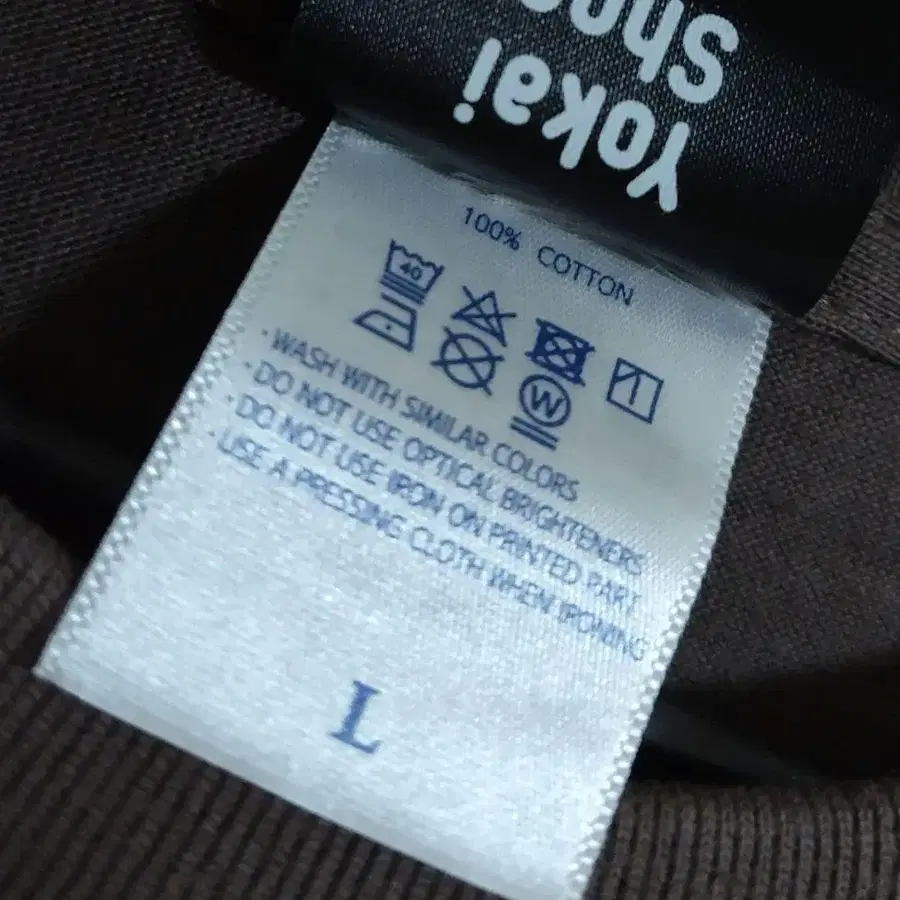 Yokai
100% COTTON
40
W
· WASH WITH SIMILAR COLORS
· DO NOT USE OPTICAL BRIGHTENERS
· DO NOT USE IRON ON PRINTED PART
· USE A PRESSING CLOTH WHEN IRONING
L